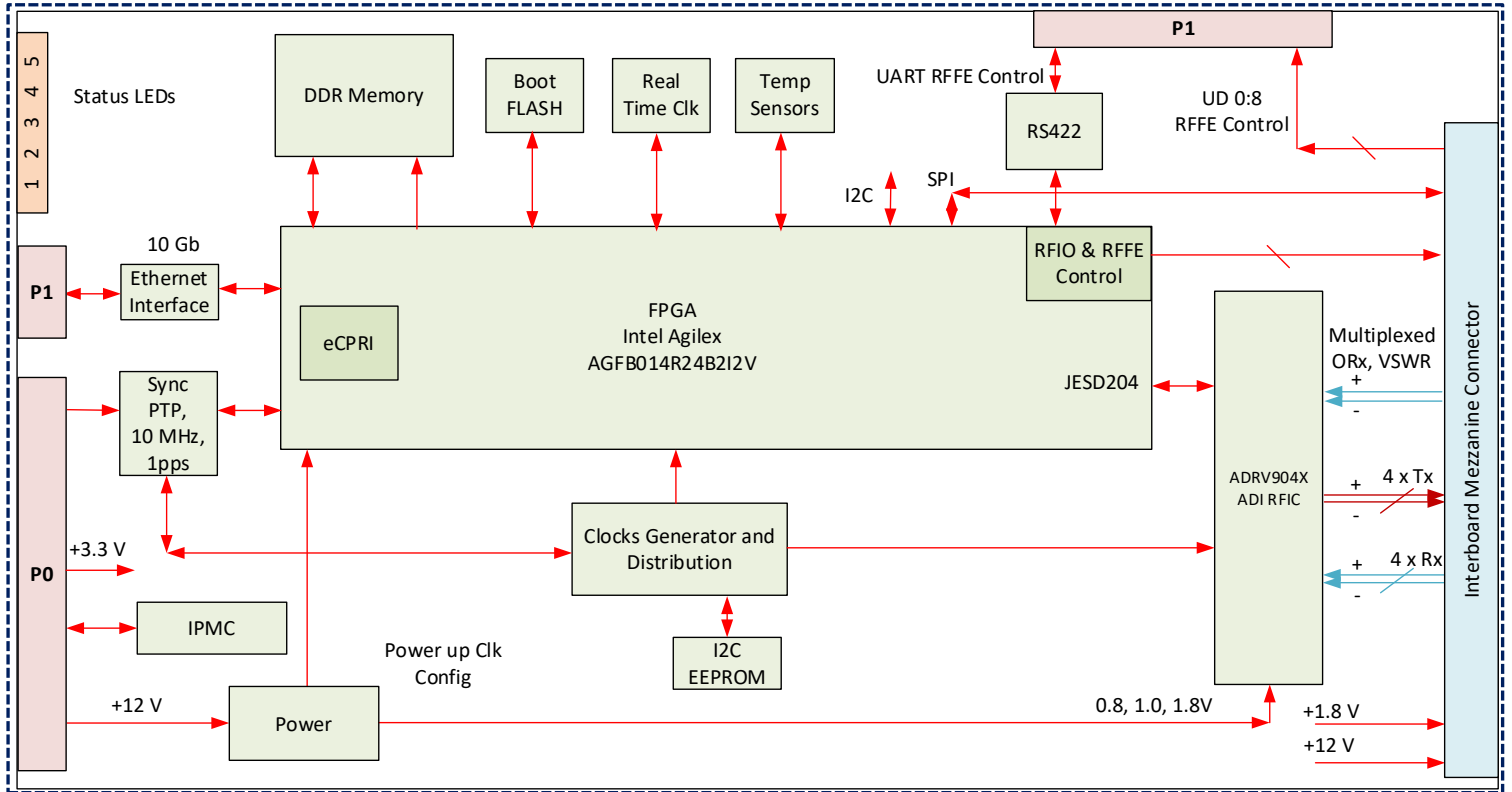 P1
5
4
3
2
1
Status LEDs
DDR Memory
Boot
FLASH
Real
Time Clk
Temp
Sensors
UART RFFE Control
RS422
UD 0:8
RFFE Control
I2C
SPI
10 Gb
P1
Ethernet
Interface
eCPRI
FPGA
Intel Agilex
AGFB014R24B2I2V
RFIO & RFFE
Control
JESD204
Multiplexed
ORx, VSWR
+
-
Sync
PTP,
10 MHz,
1pps
P0
+3.3 V
IPMC
+12 V
Power
Power up Clk
Config
Clocks Generator and
Distribution
I2C
EEPROM
0.8, 1.0, 1.8V
ADRV904X
ADI RFIC
+
4 x Tx
-
+
4 x Rx
-
+1.8 V
+12 V
Interboard Mezzanine Connector